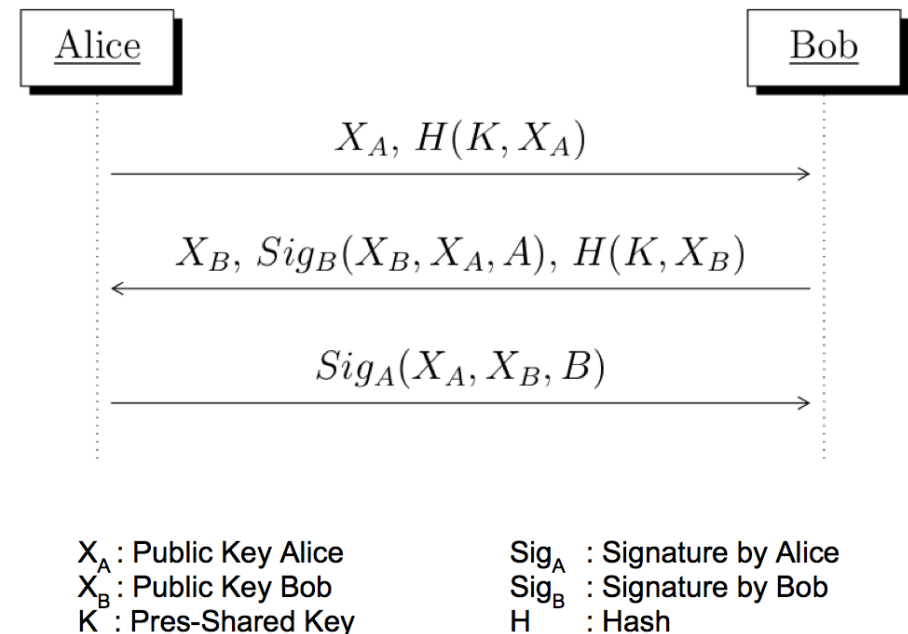 Alice Bob
X_A, H(K, X_A)
X_B, Sig_B(X_B, X_A, A), H(K, X_B)
Sig_A(X_A, X_B, B)
X_A : Public Key Alice Sig_A : Signature by Alice
X_B : Public Key Bob Sig_B : Signature by Bob
K : Pres-Shared Key H : Hash